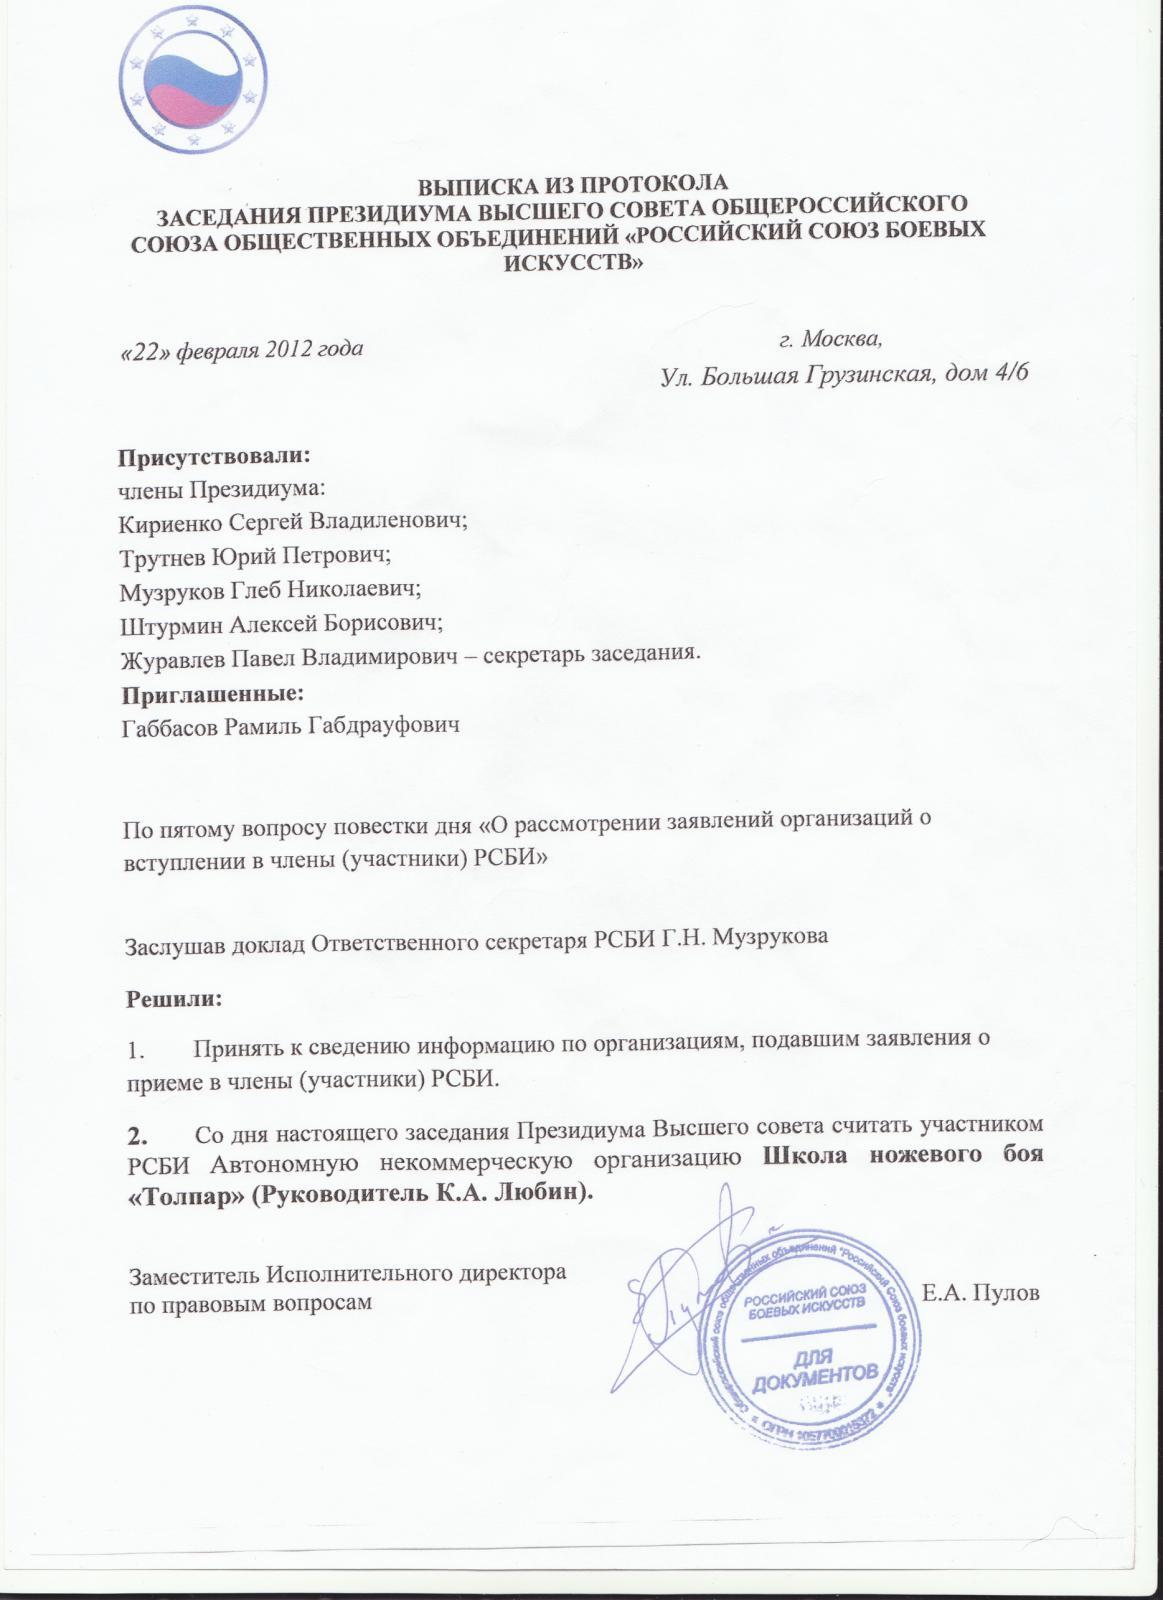 ВЫПИСКА ИЗ ПРОТОКОЛА
ЗАСЕДАНИЯ ПРЕЗИДИУМА ВЫСШЕГО СОВЕТА ОБЩЕРОССИЙСКОГО
СОЮЗА ОБЩЕСТВЕННЫХ ОБЪЕДИНЕНИЙ «РОССИЙСКИЙ СОЮЗ БОЕВЫХ
ИСКУССТВ»
«22» февраля 2012 года
г. Москва,
Ул. Большая Грузинская, дом 4/6
Присутствовали:
члены Президиума:
Кириенко Сергей Владиленович;
Трутнев Юрий Петрович;
Музруков Глеб Николаевич;
Штурмин Алексей Борисович;
Журавлев Павел Владимирович – секретарь заседания.
Приглашенные:
Габбасов Рамиль Габдрауфович
По пятому вопросу повестки дня «О рассмотрении заявлений организаций о
вступлении в члены (участники) РСБИ»
Заслушав доклад Ответственного секретаря РСБИ Г.Н. Музрукова
Решили:
1. Принять к сведению информацию по организациям, подавшим заявления о
приеме в члены (участники) РСБИ.
2. Со дня настоящего заседания Президиума Высшего совета считать участником
РСБИ Автономную некоммерческую организацию Школа ножевого боя
«Толпар» (Руководитель К.А. Любин).
Заместитель Исполнительного директора
по правовым вопросам
Е.А. Пулов
Общероссийский союз общественных объединений "Российский Союз боевых искусств"
РОССИЙСКИЙ СОЮЗ
БОЕВЫХ ИСКУССТВ
ДЛЯ
ДОКУМЕНТОВ
ОГРН